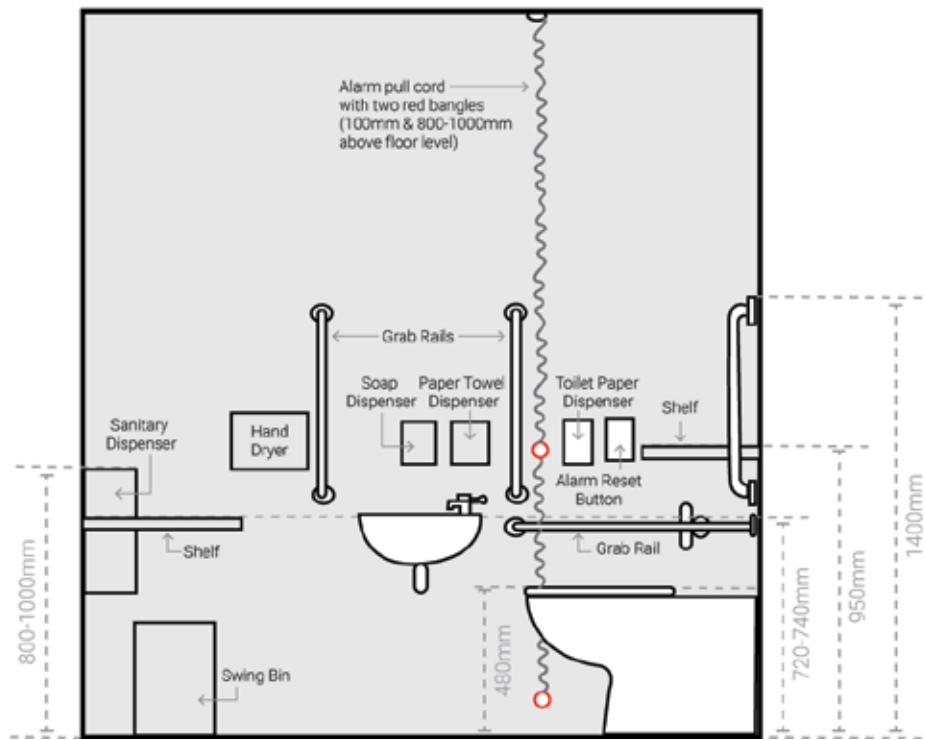 Alarm pull cord
with two red bangles
(100mm & 800-1000mm
above floor level)
Grab Rails
Soap
Dispenser
Paper Towel
Dispenser
Toilet Paper
Dispenser
Shelf
Sanitary
Dispenser
Hand
Dryer
Alarm Reset
Button
Shelf
Grab Rail
Swing Bin
800-1000mm
480mm
720-740mm
950mm
1400mm